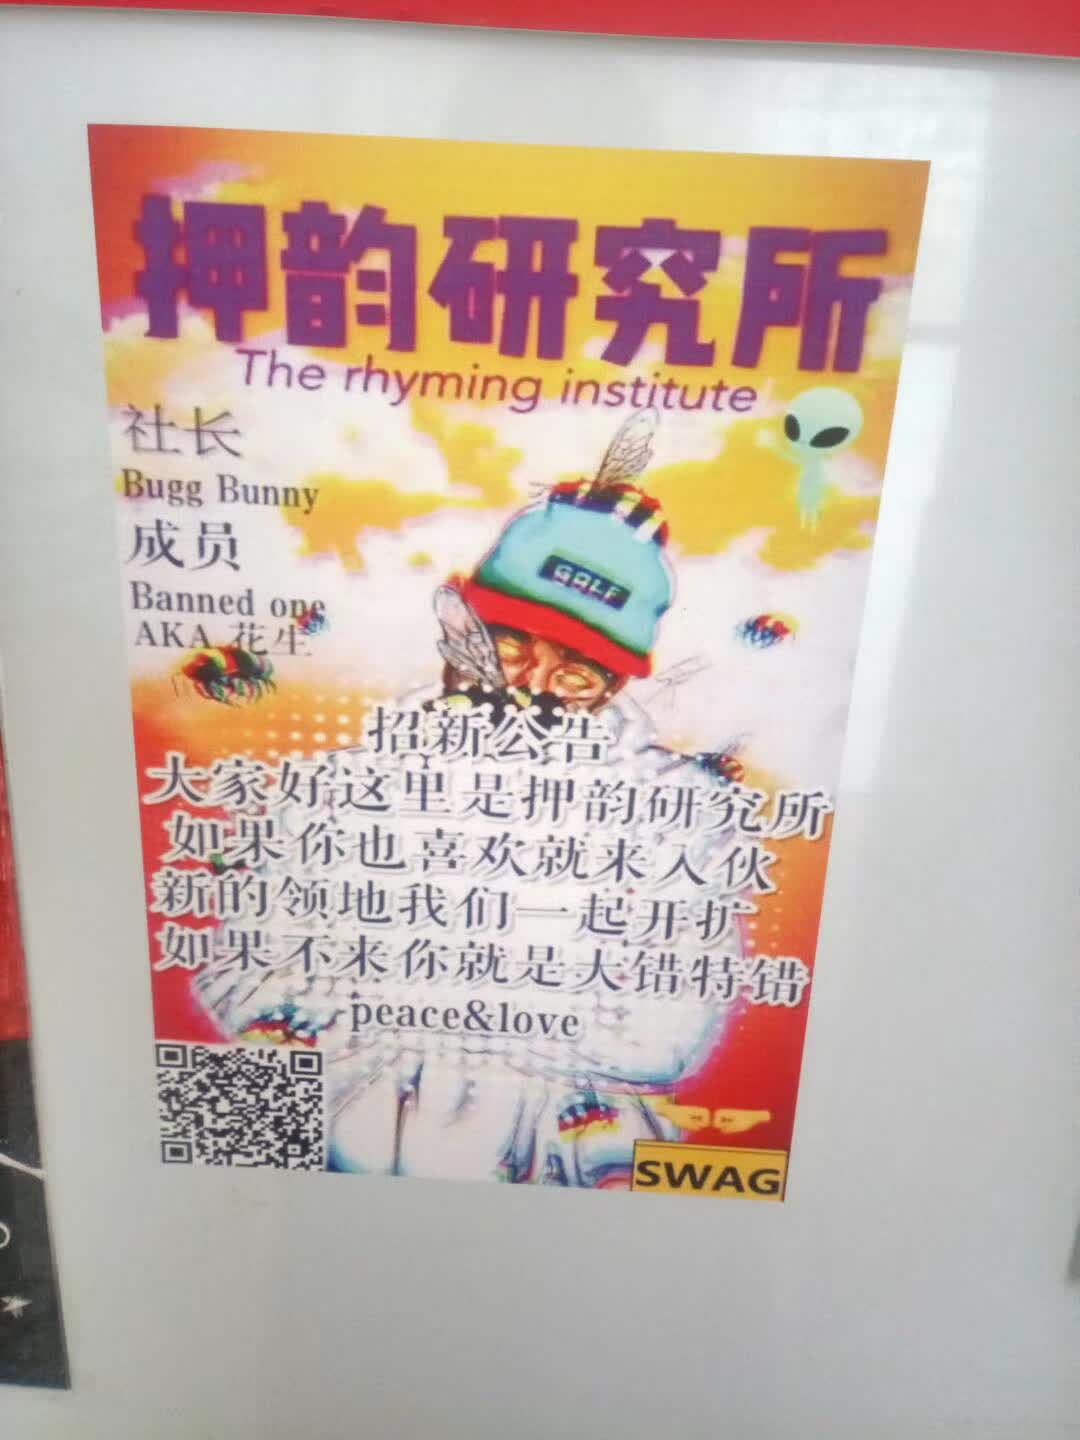 押韵研究所
The rhyming institute
社长
Bugg Bunny
成员
Banned one
AKA 花生
GOLF
招新公告
大家好这里是押韵研究所
如果你也喜欢就来入伙
新的领地我们一起开扩
如果不来你就是大错特错
peace&love
SWAG